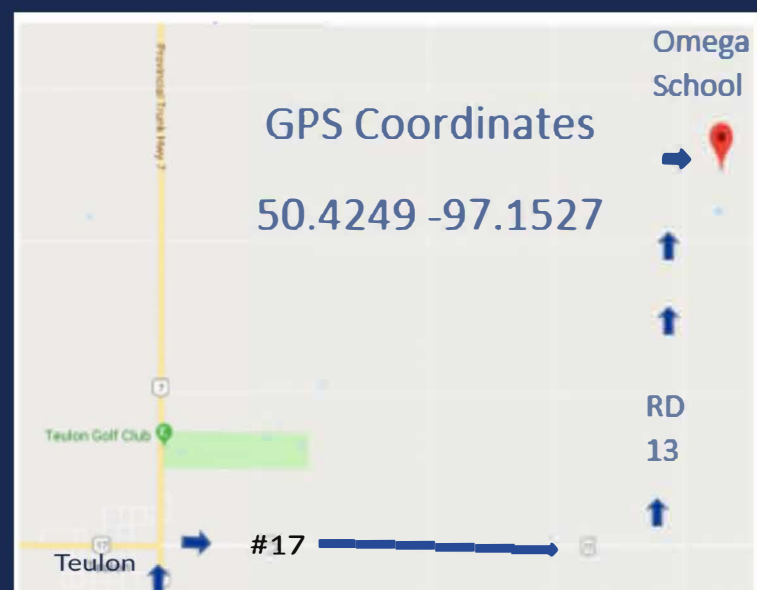 Omega
School
Provincial Trunk Hwy 7
GPS Coordinates
50.4249 -97.1527
7
Teulon Golf Club
RD
13
17
#17
Teulon